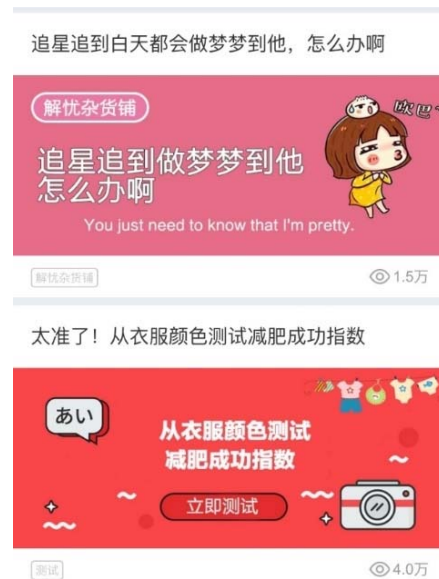 追星追到白天都会做梦梦到他，怎么办啊
解忧杂货铺
欧巴~
追星追到做梦梦到他
怎么办啊
You just need to know that I'm pretty.
解忧杂货铺
1.5万
太准了！从衣服颜色测试减肥成功指数
あい
从衣服颜色测试
减肥成功指数
立即测试
测试
4.0万